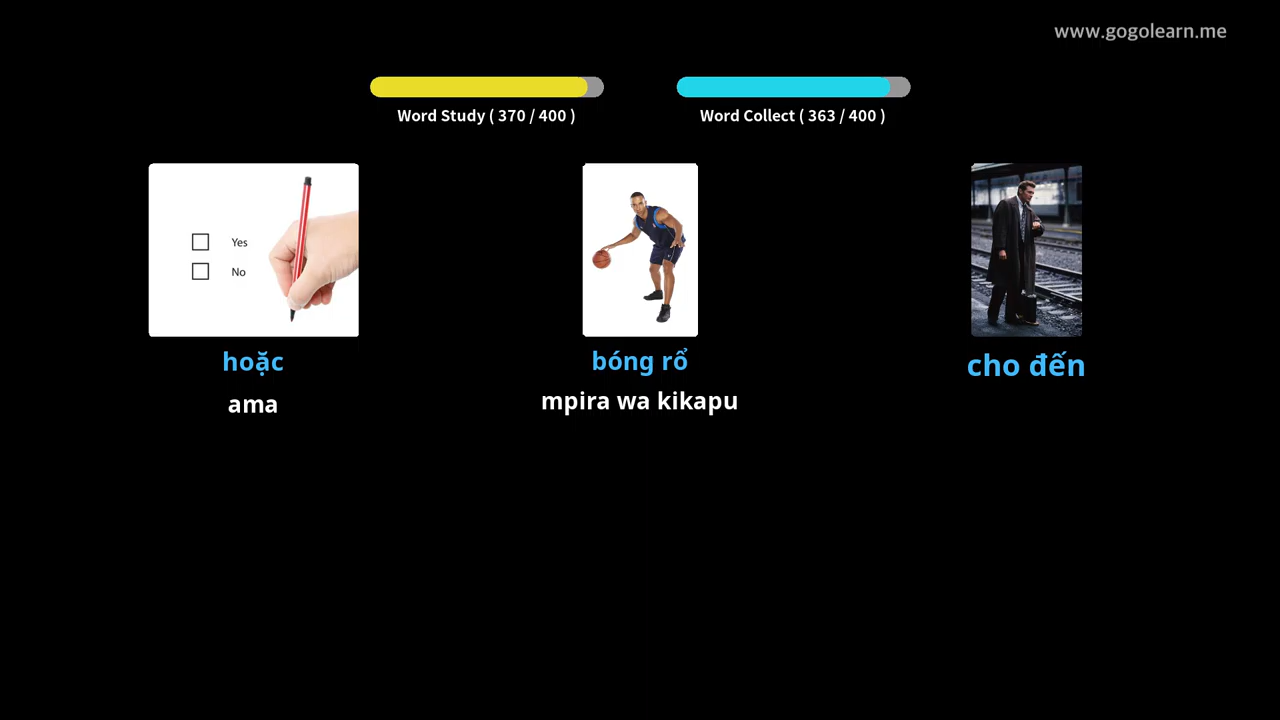 www.gogolearn.me
Word Study ( 370 / 400 )
Word Collect ( 363 / 400 )
Yes
No
hoặc
bóng rổ
cho đến
ama
mpira wa kikapu